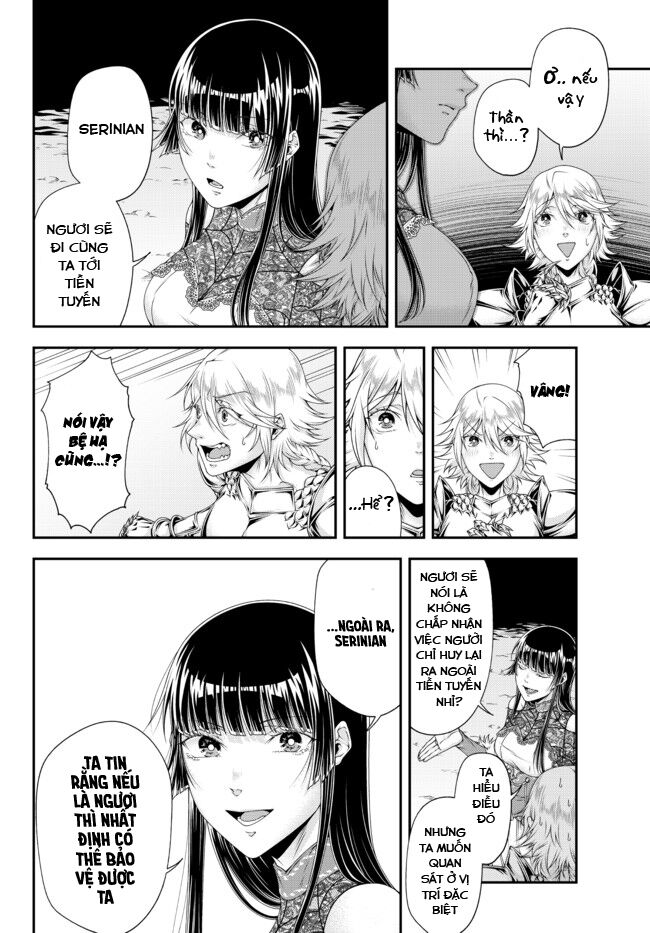 Ở.. nếu
vậy
Thần
thì...?
SERINIAN
NGƯƠI SẼ
ĐI CÙNG
TA TỚI
TIỀN
TUYẾN
VÂNG!
...Hể?
NÓI VẬY
BỆ HẠ
CŨNG...!?
NGƯƠI SẼ
NÓI LÀ
KHÔNG
CHẤP NHẬN
VIỆC NGƯỜI
CHỈ HUY LẠI
RA NGOÀI
TIỀN TUYẾN
NHỈ?
TA
HIỂU
ĐIỀU
ĐÓ
NHƯNG
TA MUỐN
QUAN
SÁT Ở VỊ
TRÍ ĐẶC
BIỆT
...NGOÀI RA,
SERINIAN
TA TIN
RẰNG NẾU
LÀ NGƯƠI
THÌ NHẤT
ĐỊNH CÓ
THỂ BẢO
VỆ ĐƯỢC
TA